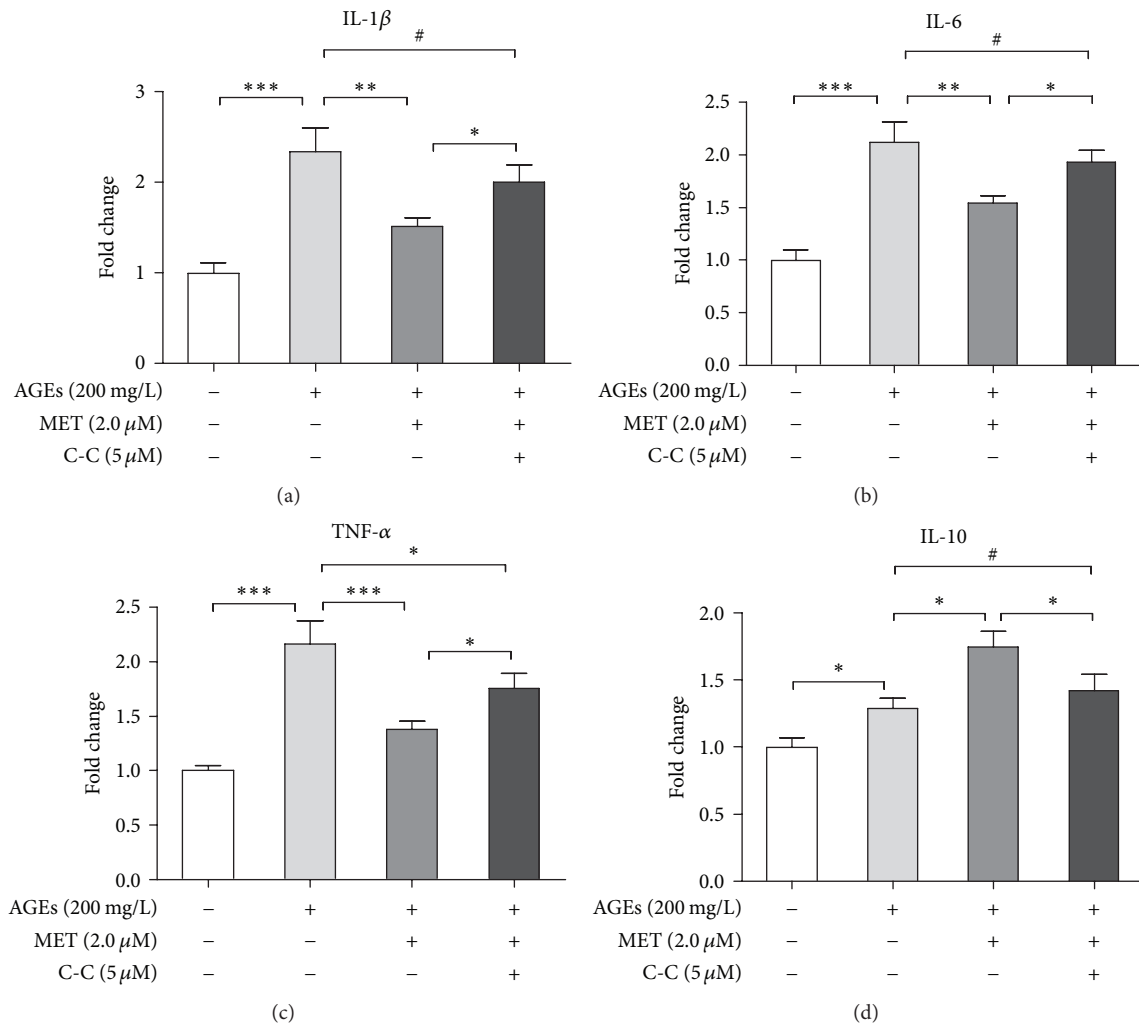 IL-1β
#
***
**
*
3
2
1
0
Fold change
AGEs (200 mg/L) − + + +
MET (2.0 μM) − − + +
C-C (5 μM) − − − +
(a)
IL-6
#
***
**
*
2.5
2.0
1.5
1.0
0.5
0.0
Fold change
AGEs (200 mg/L) − + + +
MET (2.0 μM) − − + +
C-C (5 μM) − − − +
(b)
TNF-α
*
***
***
*
2.5
2.0
1.5
1.0
0.5
0.0
Fold change
AGEs (200 mg/L) − + + +
MET (2.0 μM) − − + +
C-C (5 μM) − − − +
(c)
IL-10
#
*
*
*
2.0
1.5
1.0
0.5
0.0
Fold change
AGEs (200 mg/L) − + + +
MET (2.0 μM) − − + +
C-C (5 μM) − − − +
(d)